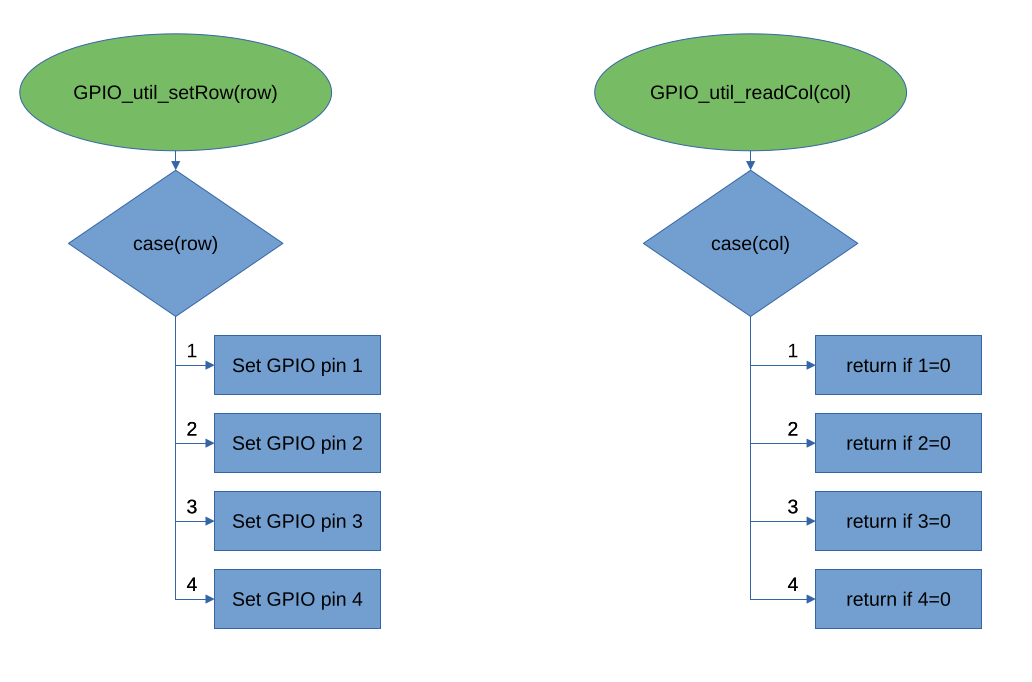 GPIO_util_setRow(row)
case(row)
1
Set GPIO pin 1
2
Set GPIO pin 2
3
Set GPIO pin 3
4
Set GPIO pin 4
GPIO_util_readCol(col)
case(col)
1
return if 1=0
2
return if 2=0
3
return if 3=0
4
return if 4=0